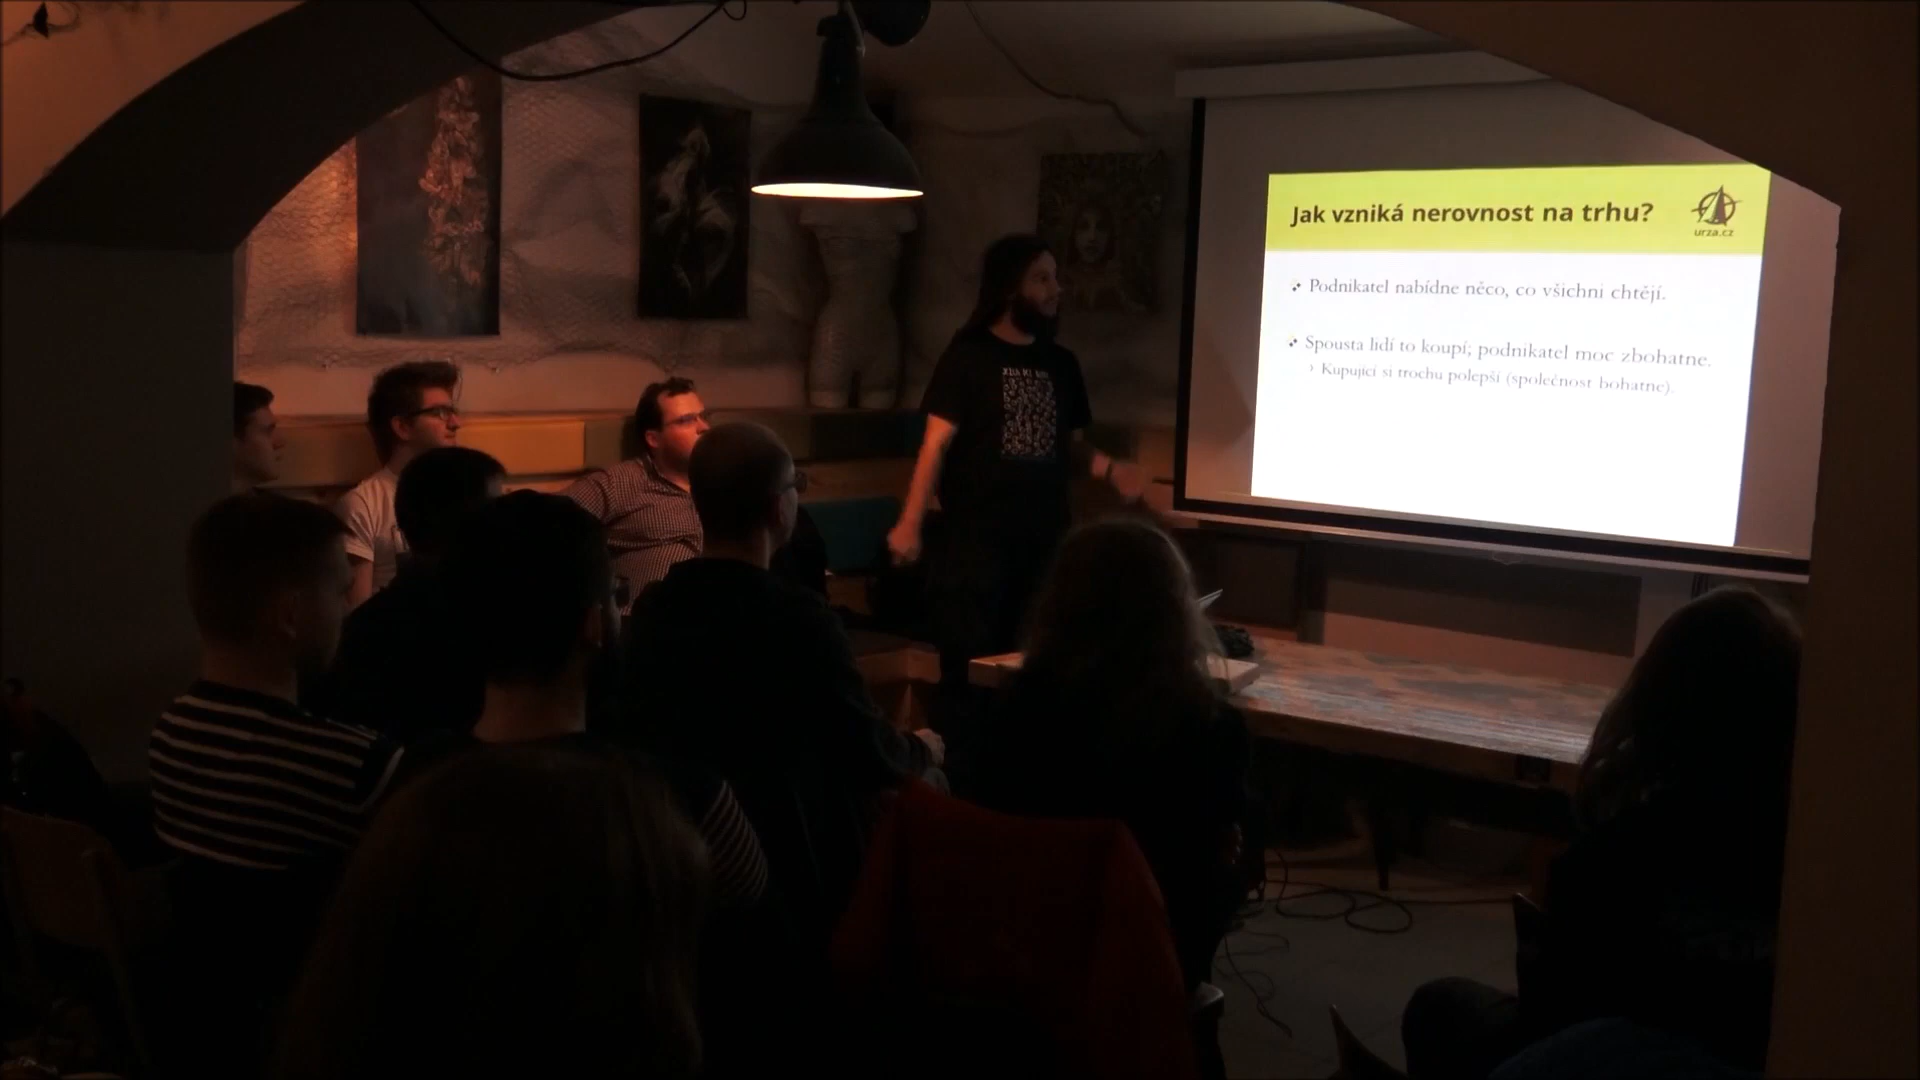 Jak vzniká nerovnost na trhu?
urza.cz
Podnikatel nabídne něco, co všichni chtějí.
Spousta lidí to koupí; podnikatel moc zbohatne.
Kupující si trochu polepší (společnost bohatne).